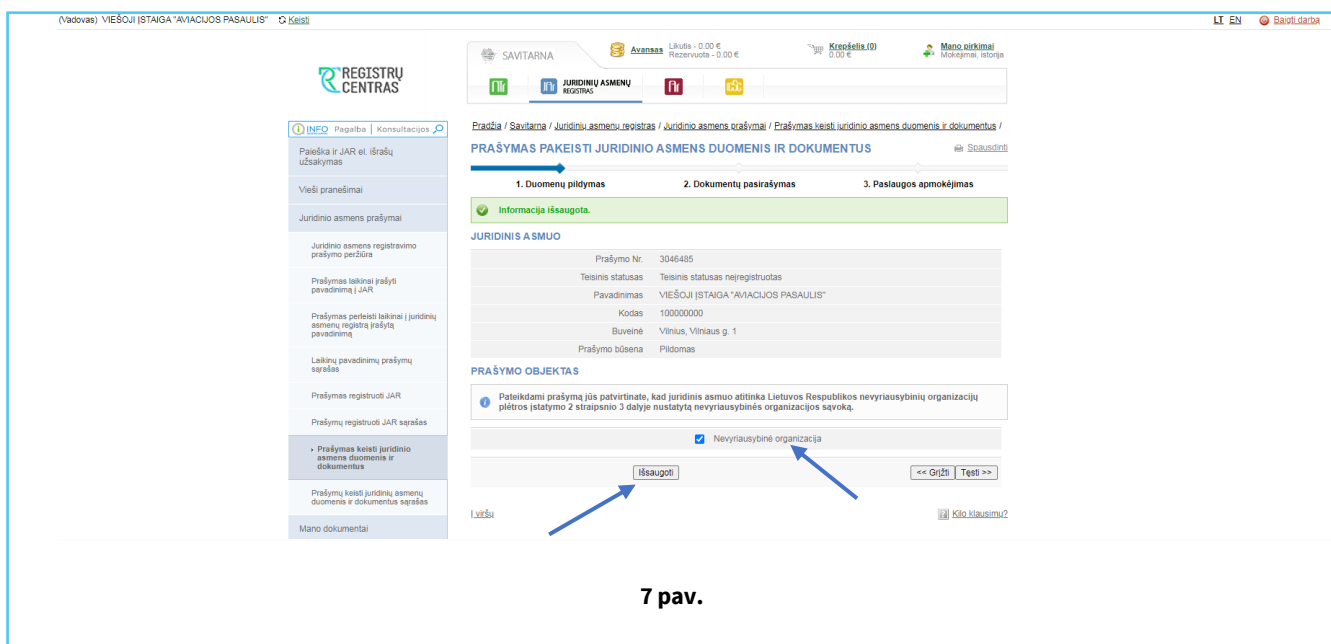 (Vadovas) VIEŠOJI ĮSTAIGA "AVIACIJOS PASAULIS" Keisti
LT EN Baigti darbą
SAVITARNA
Avansas
Likutis - 0.00 €
Rezervuota - 0.00 €
Krepšelis (0)
0.00 €
Mano pirkimai
Mokėjimai, istorija
REGISTRŲ
CENTRAS
NTr
JAr
JURIDINIŲ ASMENŲ
REGISTRAS
INFO Pagalba | Konsultacijos
Paieška ir JAR el. išrašų
užsakymas
Vieši pranešimai
Juridinio asmens prašymai
Juridinio asmens registravimo
prašymo peržiūra
Prašymas laikinai įrašyti
pavadinimą į JAR
Prašymas perleisti laikinai į juridinių
asmenų registrą įrašytą
pavadinimą
Laikinų pavadinimų prašymų
sąrašas
Prašymas registruoti JAR
Prašymų registruoti JAR sąrašas
Prašymas keisti juridinio
asmens duomenis ir
dokumentus
Prašymų keisti juridinių asmenų
duomenis ir dokumentus sąrašas
Mano dokumentai
Pradžia / Savitarna / Juridinių asmenų registras / Juridinio asmens prašymai / Prašymas keisti juridinio asmens duomenis ir dokumentus /
PRAŠYMAS PAKEISTI JURIDINIO ASMENS DUOMENIS IR DOKUMENTUS
Spausdinti
1. Duomenų pildymas 2. Dokumentų pasirašymas 3. Paslaugos apmokėjimas
Informacija išsaugota.
JURIDINIS ASMUO
Prašymo Nr. 3046485
Teisinis statusas Teisinis statusas neįregistruotas
Pavadinimas VIEŠOJI ĮSTAIGA "AVIACIJOS PASAULIS"
Kodas 100000000
Buveinė Vilnius, Vilniaus g. 1
Prašymo būsena Pildomas
PRAŠYMO OBJEKTAS
Pateikdami prašymą jūs patvirtinate, kad juridinis asmuo atitinka Lietuvos Respublikos nevyriausybinių organizacijų
plėtros įstatymo 2 straipsnio 3 dalyje nustatytą nevyriausybinės organizacijos sąvoką.
Nevyriausybinė organizacija
Išsaugoti
<< Grįžti Tęsti >>
Į viršų
Kilo klausimų?
7 pav.